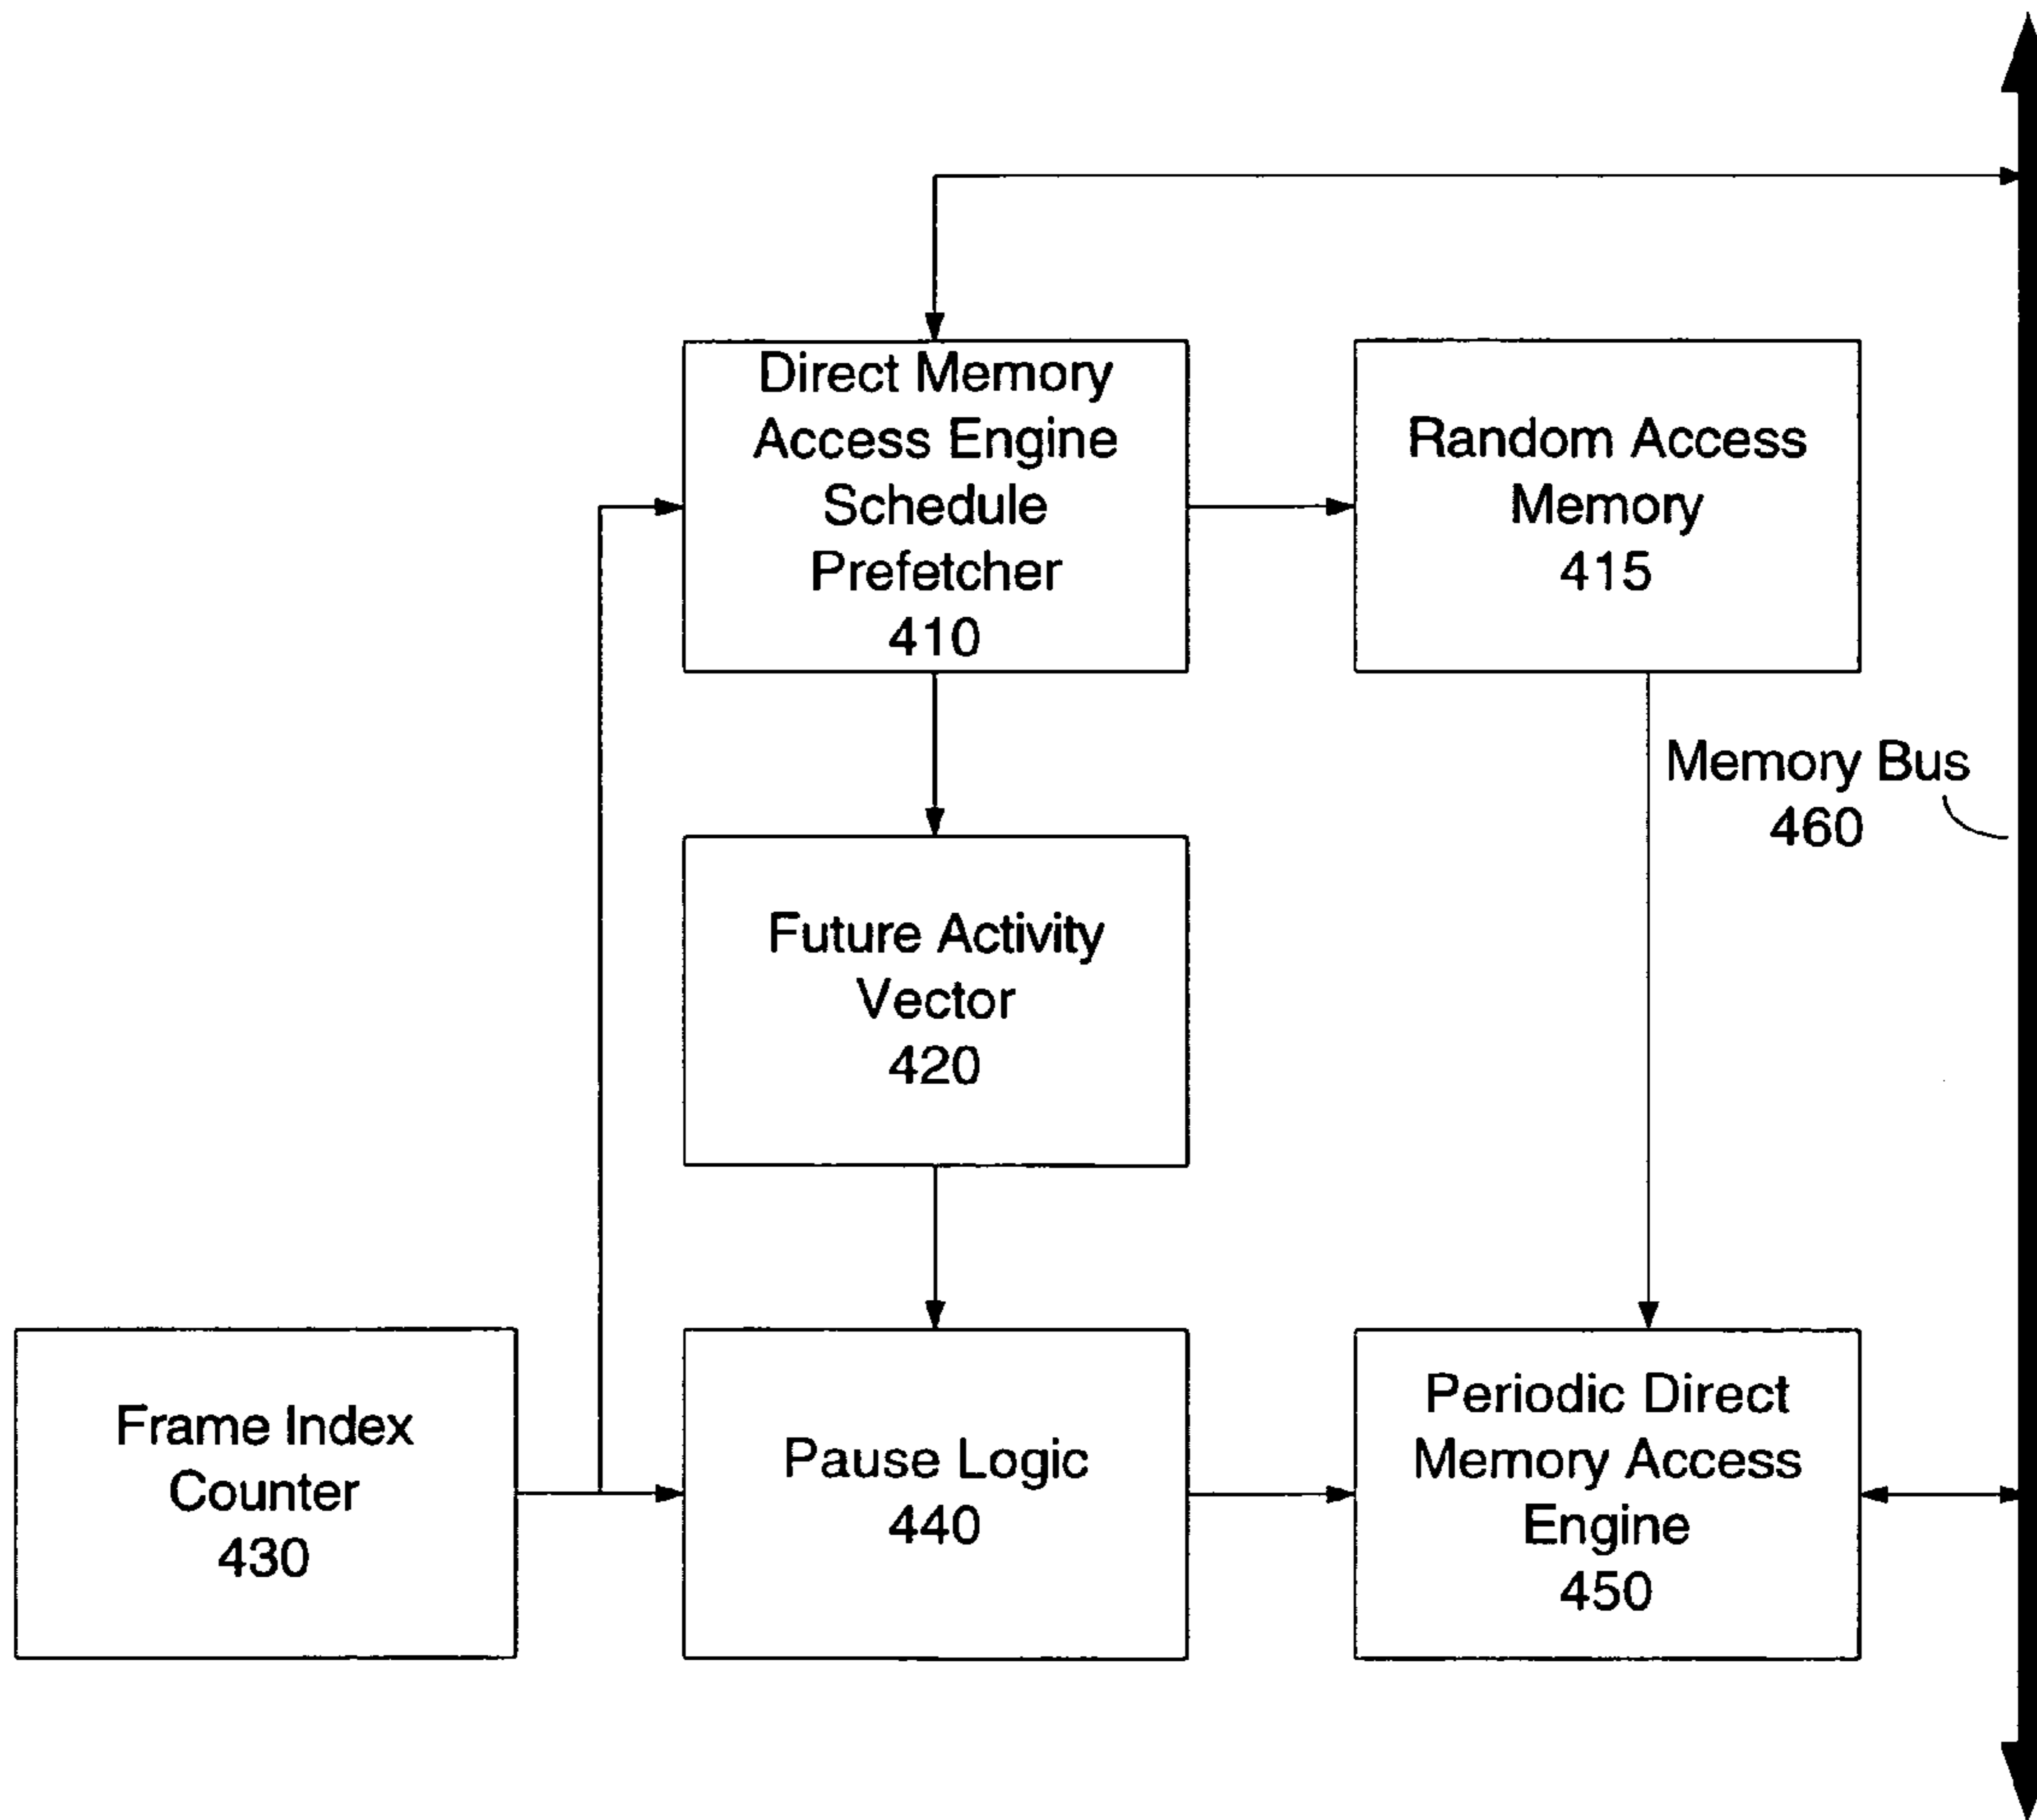 Direct Memory
Access Engine
Schedule
Prefetcher
410
Random Access
Memory
415
Memory Bus
460
Future Activity
Vector
420
Frame Index
Counter
430
Pause Logic
440
Periodic Direct
Memory Access
Engine
450